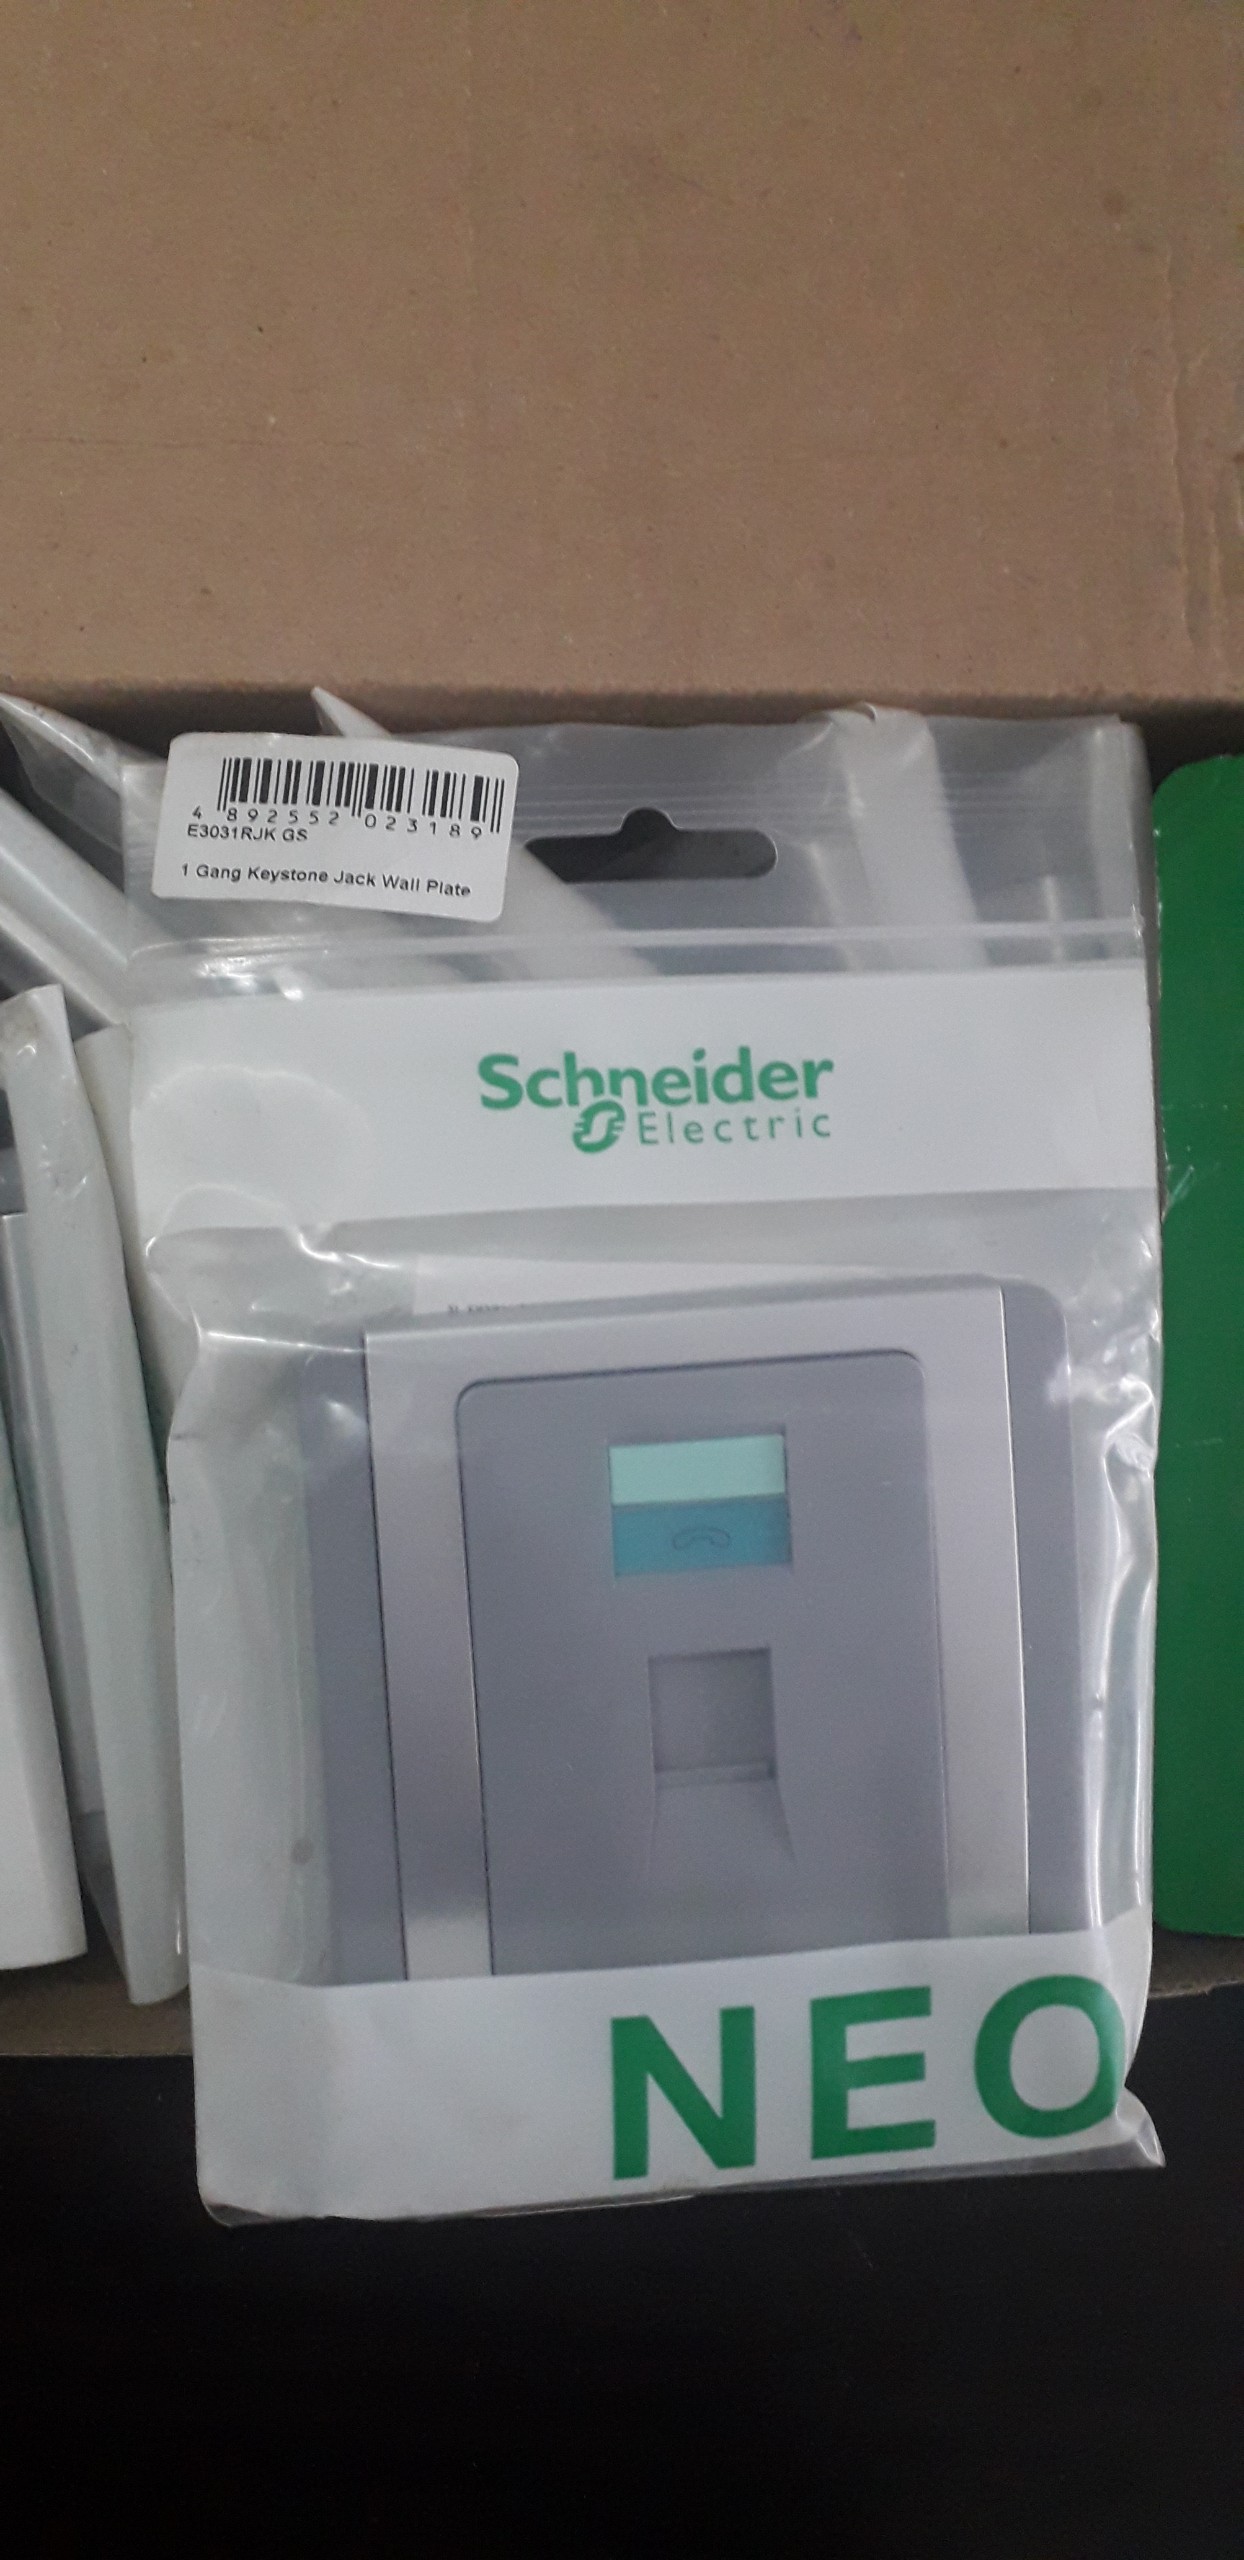 4 892552 023189
E3031RJK GS
1 Gang Keystone Jack Wall Plate
Schneider
Electric
NEO